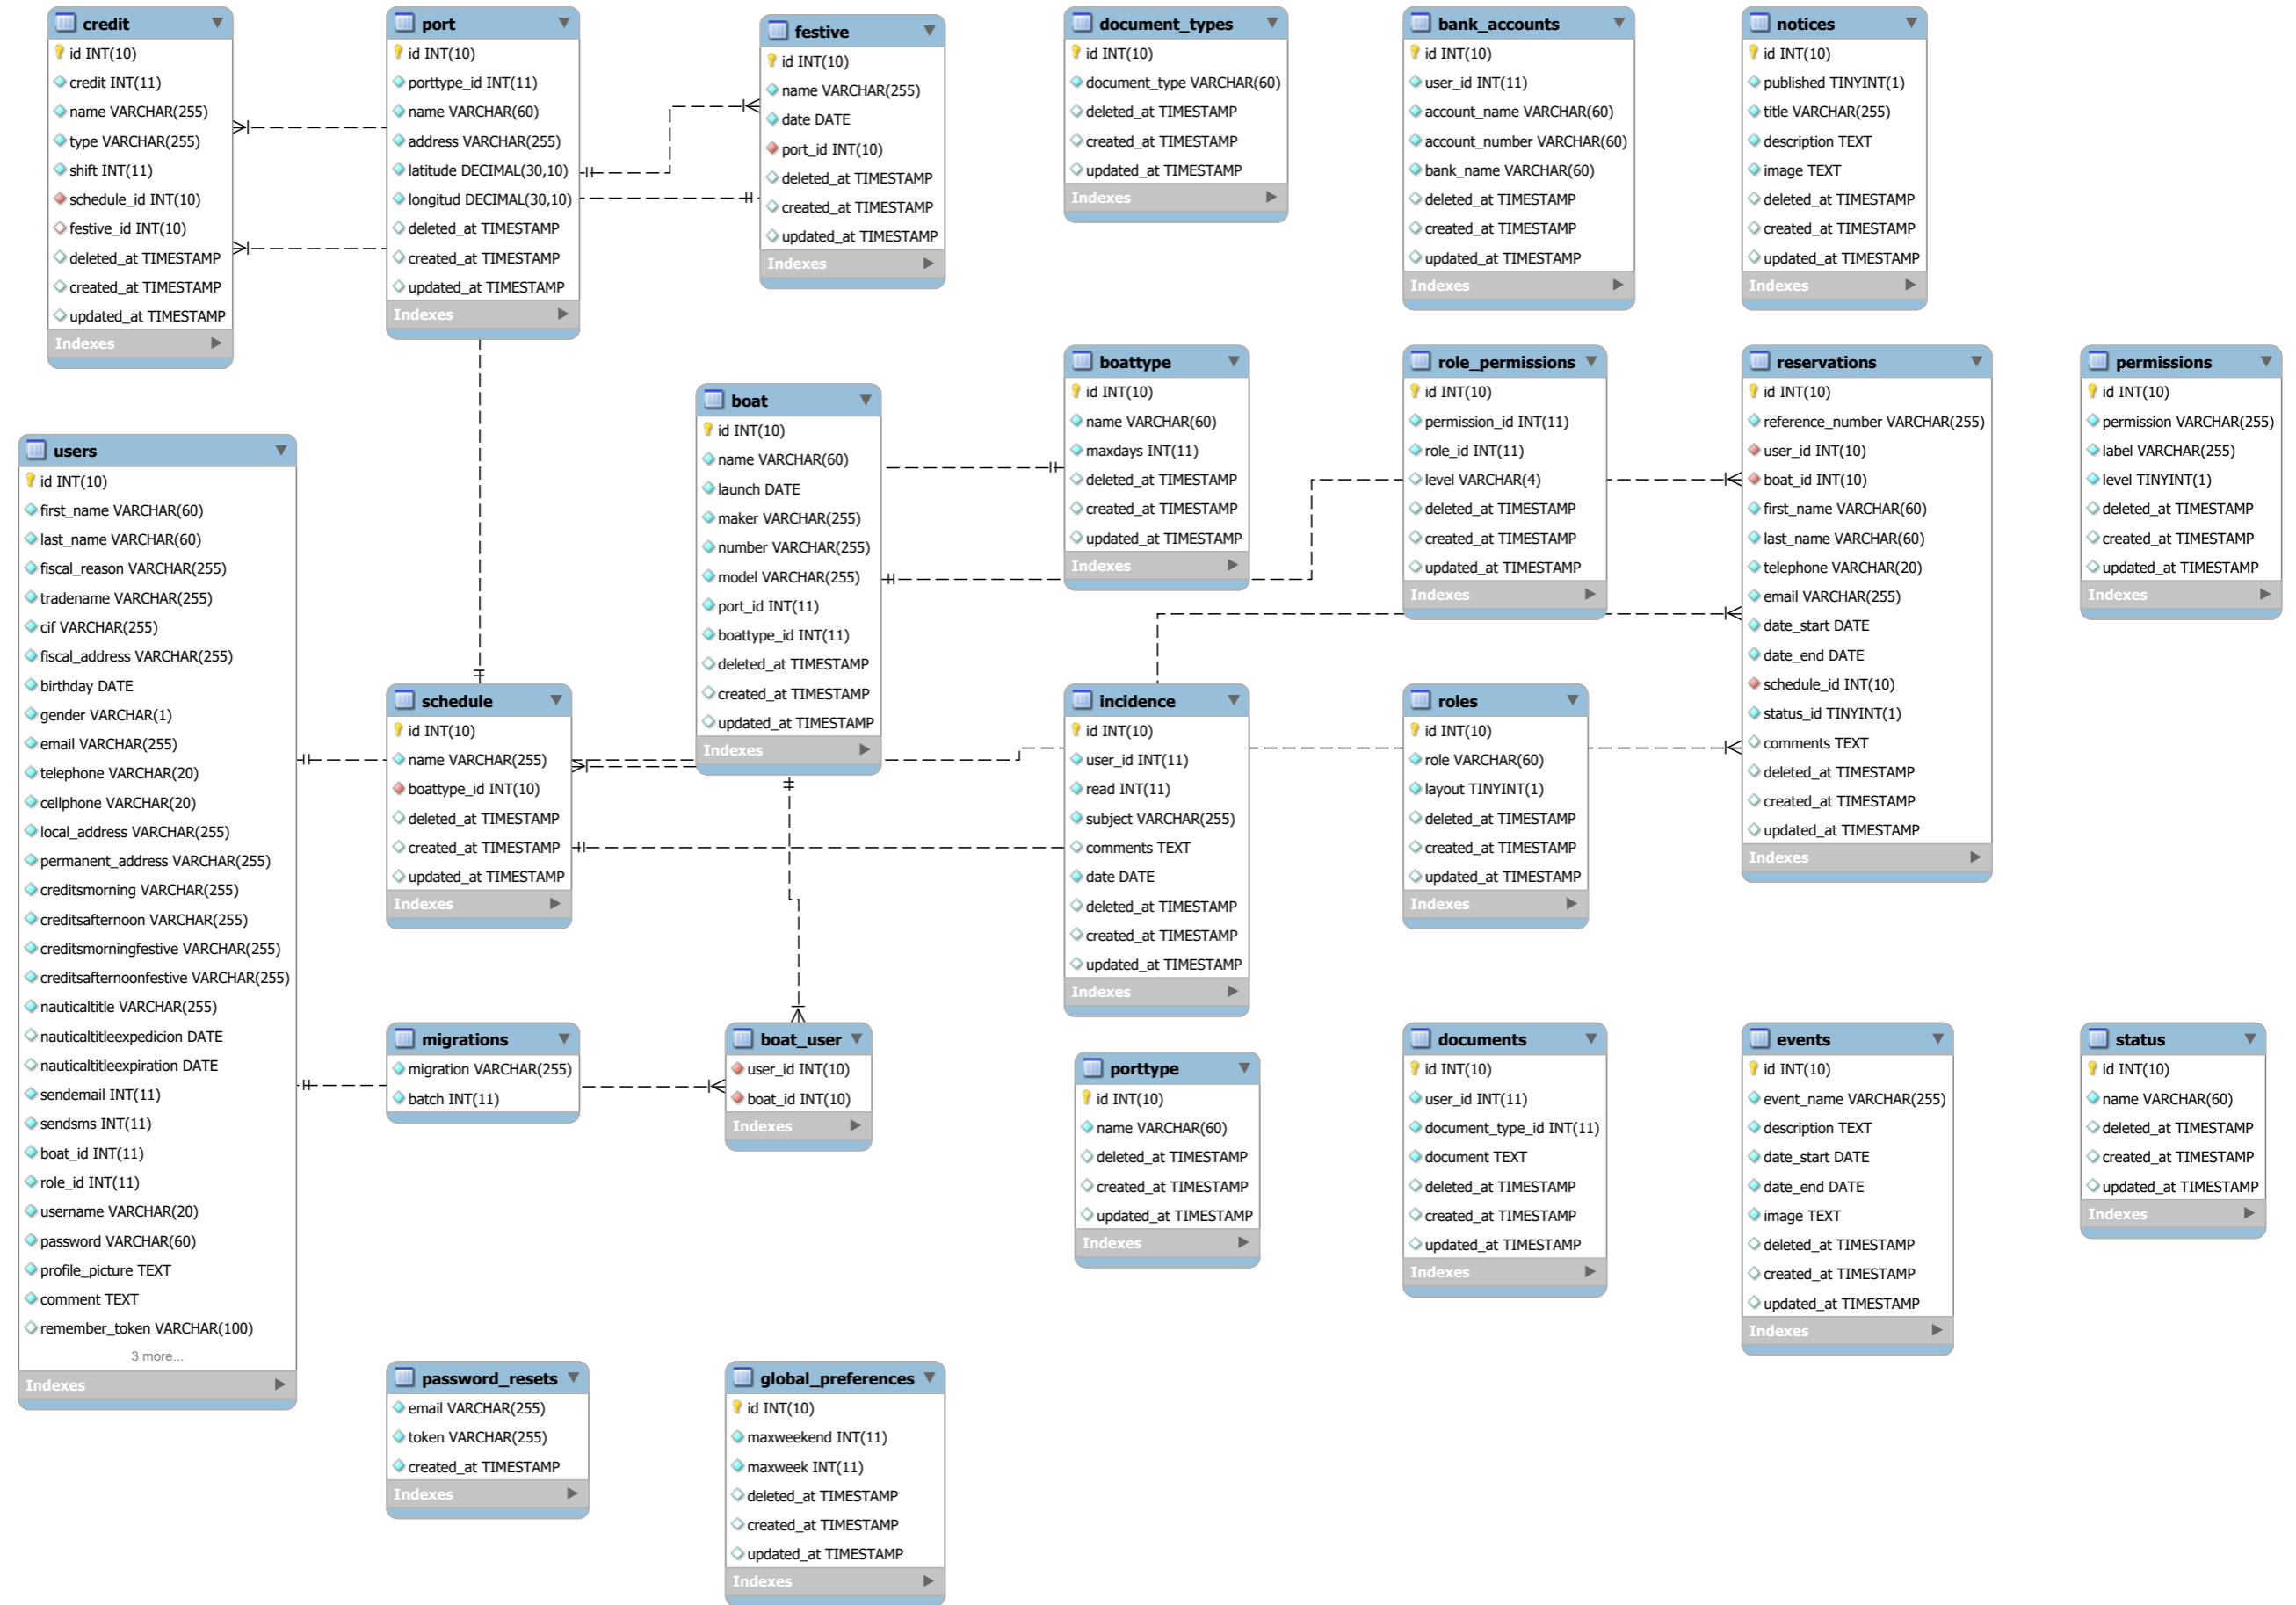 credit
id INT(10)
credit INT(11)
name VARCHAR(255)
type VARCHAR(255)
shift INT(11)
schedule_id INT(10)
festive_id INT(10)
deleted_at TIMESTAMP
created_at TIMESTAMP
updated_at TIMESTAMP
Indexes
port
id INT(10)
porttype_id INT(11)
name VARCHAR(60)
address VARCHAR(255)
latitude DECIMAL(30,10)
longitud DECIMAL(30,10)
deleted_at TIMESTAMP
created_at TIMESTAMP
updated_at TIMESTAMP
Indexes
festive
id INT(10)
name VARCHAR(255)
date DATE
port_id INT(10)
deleted_at TIMESTAMP
created_at TIMESTAMP
updated_at TIMESTAMP
Indexes
document_types
id INT(10)
document_type VARCHAR(60)
deleted_at TIMESTAMP
created_at TIMESTAMP
updated_at TIMESTAMP
Indexes
bank_accounts
id INT(10)
user_id INT(11)
account_name VARCHAR(60)
account_number VARCHAR(60)
bank_name VARCHAR(60)
deleted_at TIMESTAMP
created_at TIMESTAMP
updated_at TIMESTAMP
Indexes
notices
id INT(10)
published TINYINT(1)
title VARCHAR(255)
description TEXT
image TEXT
deleted_at TIMESTAMP
created_at TIMESTAMP
updated_at TIMESTAMP
Indexes
users
id INT(10)
first_name VARCHAR(60)
last_name VARCHAR(60)
fiscal_reason VARCHAR(255)
tradename VARCHAR(255)
cif VARCHAR(255)
fiscal_address VARCHAR(255)
birthday DATE
gender VARCHAR(1)
email VARCHAR(255)
telephone VARCHAR(20)
cellphone VARCHAR(20)
local_address VARCHAR(255)
permanent_address VARCHAR(255)
creditsmorning VARCHAR(255)
creditsafternoon VARCHAR(255)
creditsmorningfestive VARCHAR(255)
creditsafternoonfestive VARCHAR(255)
nauticaltitle VARCHAR(255)
nauticaltitleexpedicion DATE
nauticaltitleexpiration DATE
sendemail INT(11)
sendsms INT(11)
boat_id INT(11)
role_id INT(11)
username VARCHAR(20)
password VARCHAR(60)
profile_picture TEXT
comment TEXT
remember_token VARCHAR(100)
3 more...
Indexes
boat
id INT(10)
name VARCHAR(60)
launch DATE
maker VARCHAR(255)
number VARCHAR(255)
model VARCHAR(255)
port_id INT(11)
boattype_id INT(11)
deleted_at TIMESTAMP
created_at TIMESTAMP
updated_at TIMESTAMP
Indexes
boattype
id INT(10)
name VARCHAR(60)
maxdays INT(11)
deleted_at TIMESTAMP
created_at TIMESTAMP
updated_at TIMESTAMP
Indexes
role_permissions
id INT(10)
permission_id INT(11)
role_id INT(11)
level VARCHAR(4)
deleted_at TIMESTAMP
created_at TIMESTAMP
updated_at TIMESTAMP
Indexes
reservations
id INT(10)
reference_number VARCHAR(255)
user_id INT(10)
boat_id INT(10)
first_name VARCHAR(60)
last_name VARCHAR(60)
telephone VARCHAR(20)
email VARCHAR(255)
date_start DATE
date_end DATE
schedule_id INT(10)
status_id TINYINT(1)
comments TEXT
deleted_at TIMESTAMP
created_at TIMESTAMP
updated_at TIMESTAMP
Indexes
permissions
id INT(10)
permission VARCHAR(255)
label VARCHAR(255)
level TINYINT(1)
deleted_at TIMESTAMP
created_at TIMESTAMP
updated_at TIMESTAMP
Indexes
schedule
id INT(10)
name VARCHAR(255)
boattype_id INT(10)
deleted_at TIMESTAMP
created_at TIMESTAMP
updated_at TIMESTAMP
Indexes
incidence
id INT(10)
user_id INT(11)
read INT(11)
subject VARCHAR(255)
comments TEXT
date DATE
deleted_at TIMESTAMP
created_at TIMESTAMP
updated_at TIMESTAMP
Indexes
roles
id INT(10)
role VARCHAR(60)
layout TINYINT(1)
deleted_at TIMESTAMP
created_at TIMESTAMP
updated_at TIMESTAMP
Indexes
migrations
migration VARCHAR(255)
batch INT(11)
boat_user
user_id INT(10)
boat_id INT(10)
Indexes
porttype
id INT(10)
name VARCHAR(60)
deleted_at TIMESTAMP
created_at TIMESTAMP
updated_at TIMESTAMP
Indexes
documents
id INT(10)
user_id INT(11)
document_type_id INT(11)
document TEXT
deleted_at TIMESTAMP
created_at TIMESTAMP
updated_at TIMESTAMP
Indexes
events
id INT(10)
event_name VARCHAR(255)
description TEXT
date_start DATE
date_end DATE
image TEXT
deleted_at TIMESTAMP
created_at TIMESTAMP
updated_at TIMESTAMP
Indexes
status
id INT(10)
name VARCHAR(60)
deleted_at TIMESTAMP
created_at TIMESTAMP
updated_at TIMESTAMP
Indexes
password_resets
email VARCHAR(255)
token VARCHAR(255)
created_at TIMESTAMP
Indexes
global_preferences
id INT(10)
maxweekend INT(11)
maxweek INT(11)
deleted_at TIMESTAMP
created_at TIMESTAMP
updated_at TIMESTAMP
Indexes